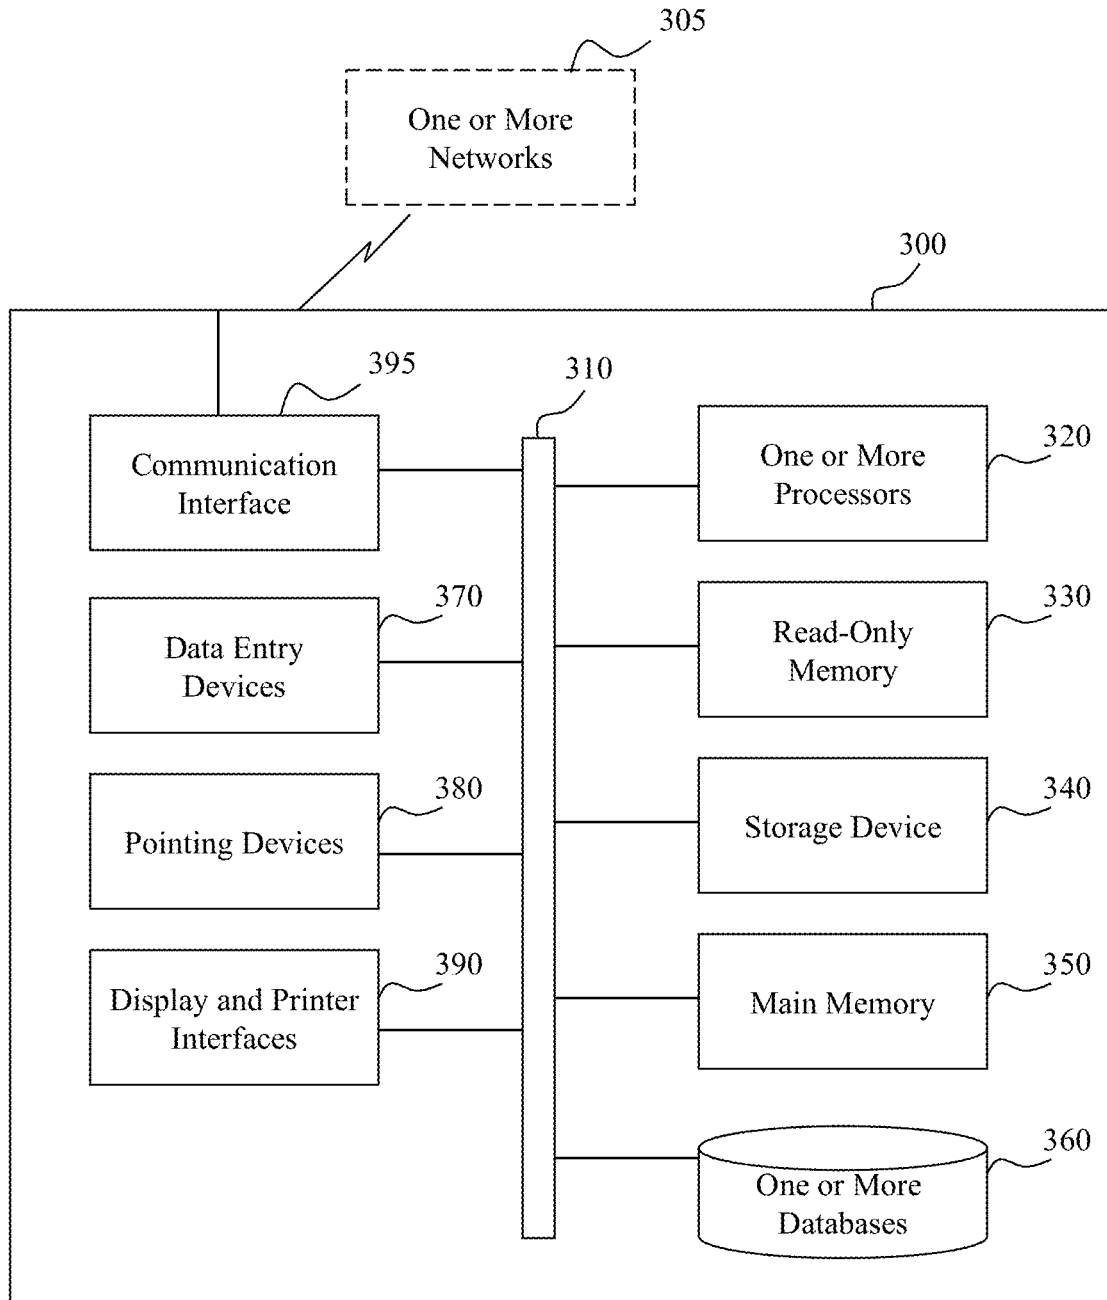 305
One or More
Networks
300
395
310
Communication
Interface
One or More
Processors
320
370
Data Entry
Devices
Read-Only
Memory
330
380
Pointing Devices
Storage Device
340
390
Display and Printer
Interfaces
Main Memory
350
One or More
Databases
360